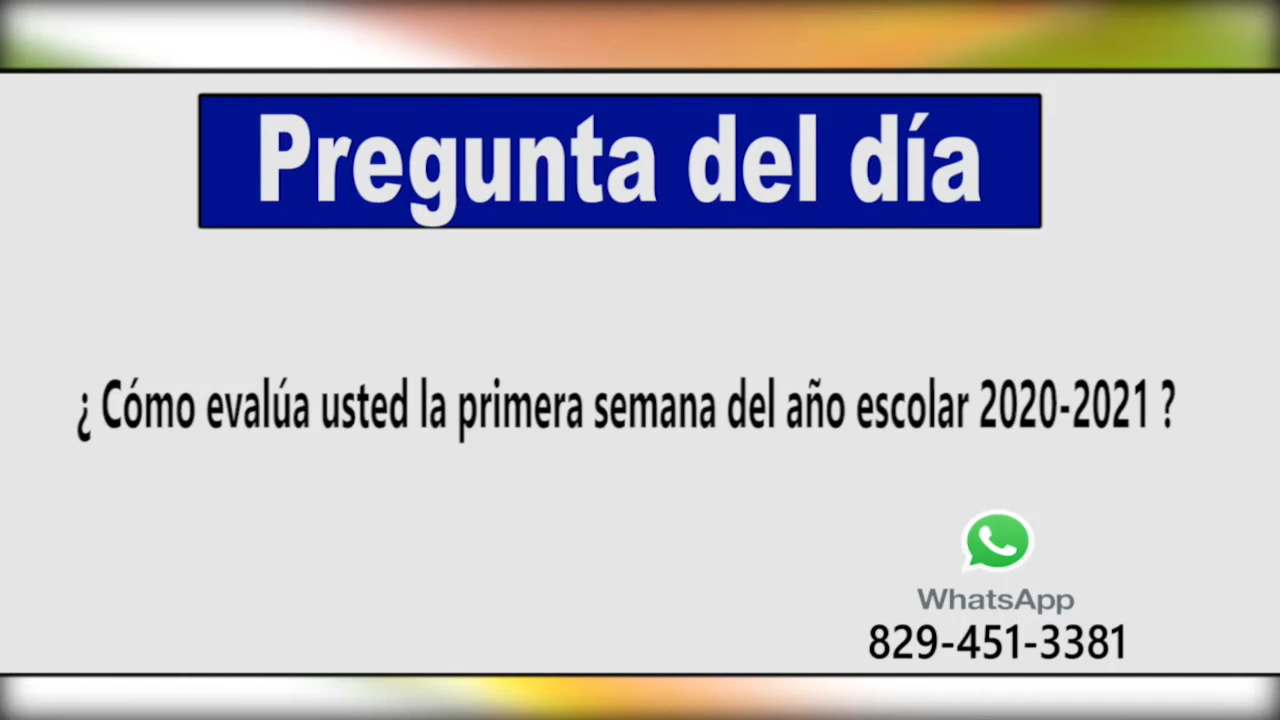 Pregunta del día
¿ Cómo evalúa usted la primera semana del año escolar 2020-2021 ?
WhatsApp
829-451-3381